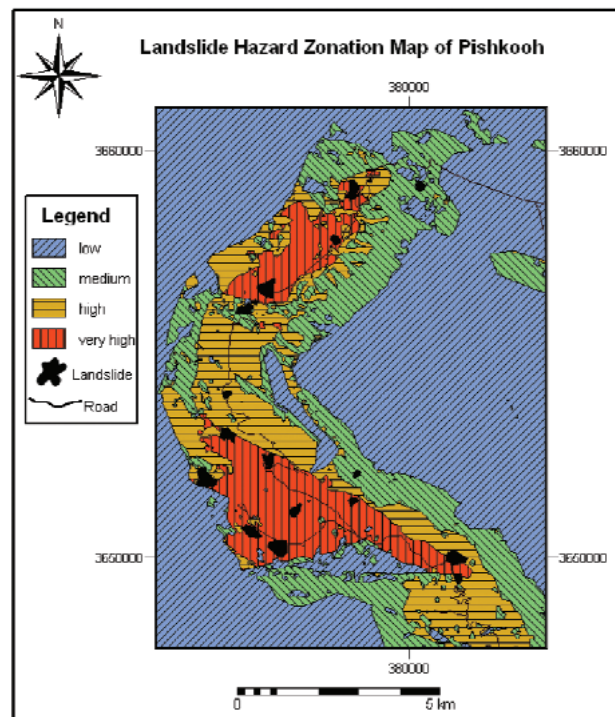 Landslide Hazard Zonation Map of Pishkooh
380000
3660000
3660000
Legend
low
medium
high
very high
Landslide
Road
3650000
3650000
380000
0
5 km